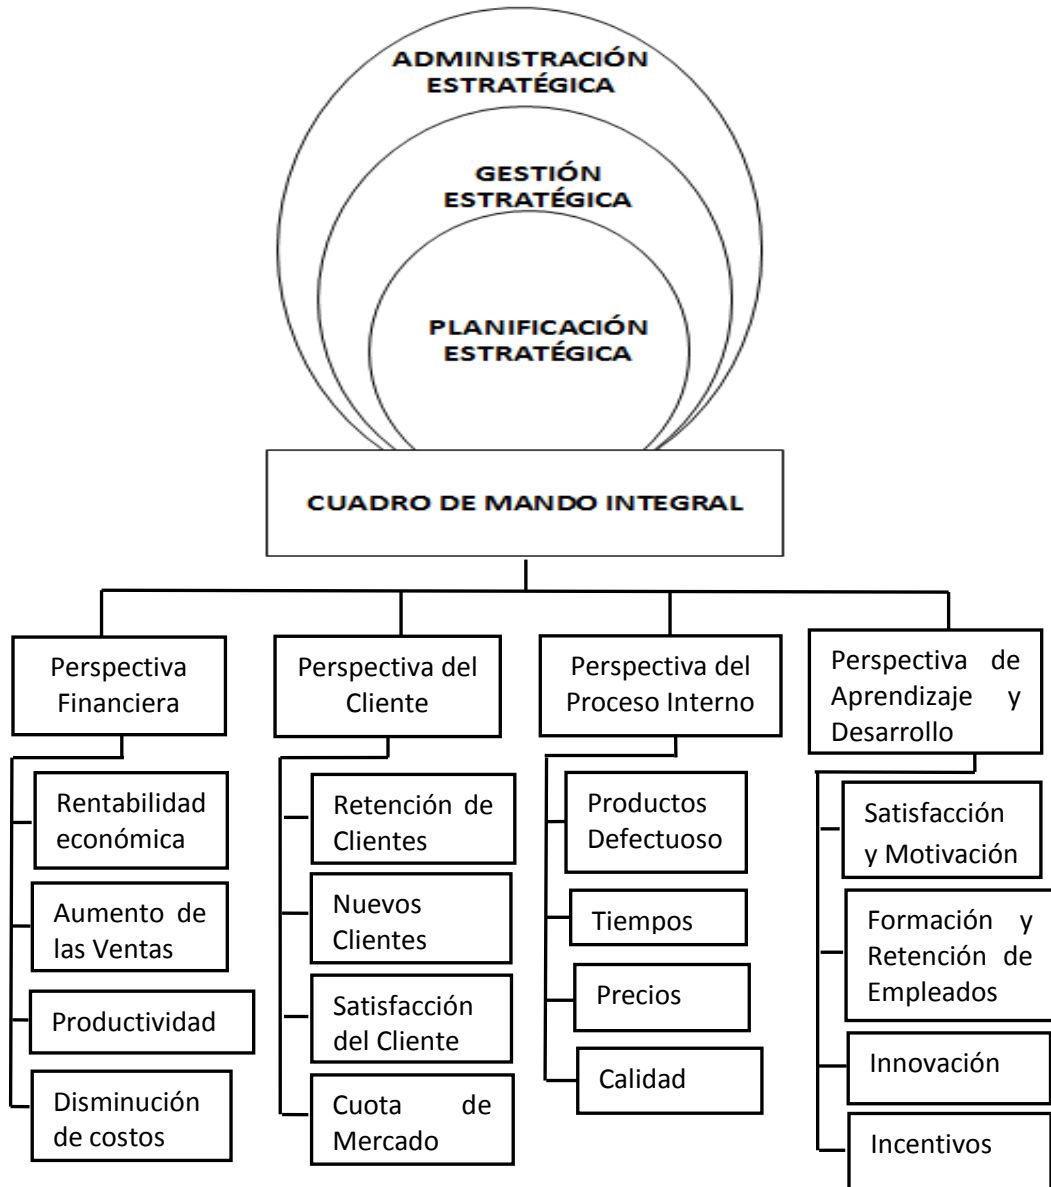 ADMINISTRACIÓN
ESTRATÉGICA
GESTIÓN
ESTRATÉGICA
PLANIFICACIÓN
ESTRATÉGICA
CUADRO DE MANDO INTEGRAL
Perspectiva
Financiera
Rentabilidad
económica
Aumento de
las Ventas
Productividad
Disminución
de costos
Perspectiva del
Cliente
Retención de
Clientes
Nuevos
Clientes
Satisfacción
del Cliente
Cuota de
Mercado
Perspectiva del
Proceso Interno
Productos
Defectuoso
Tiempos
Precios
Calidad
Perspectiva de
Aprendizaje y
Desarrollo
Satisfacción
y Motivación
Formación y
Retención de
Empleados
Innovación
Incentivos